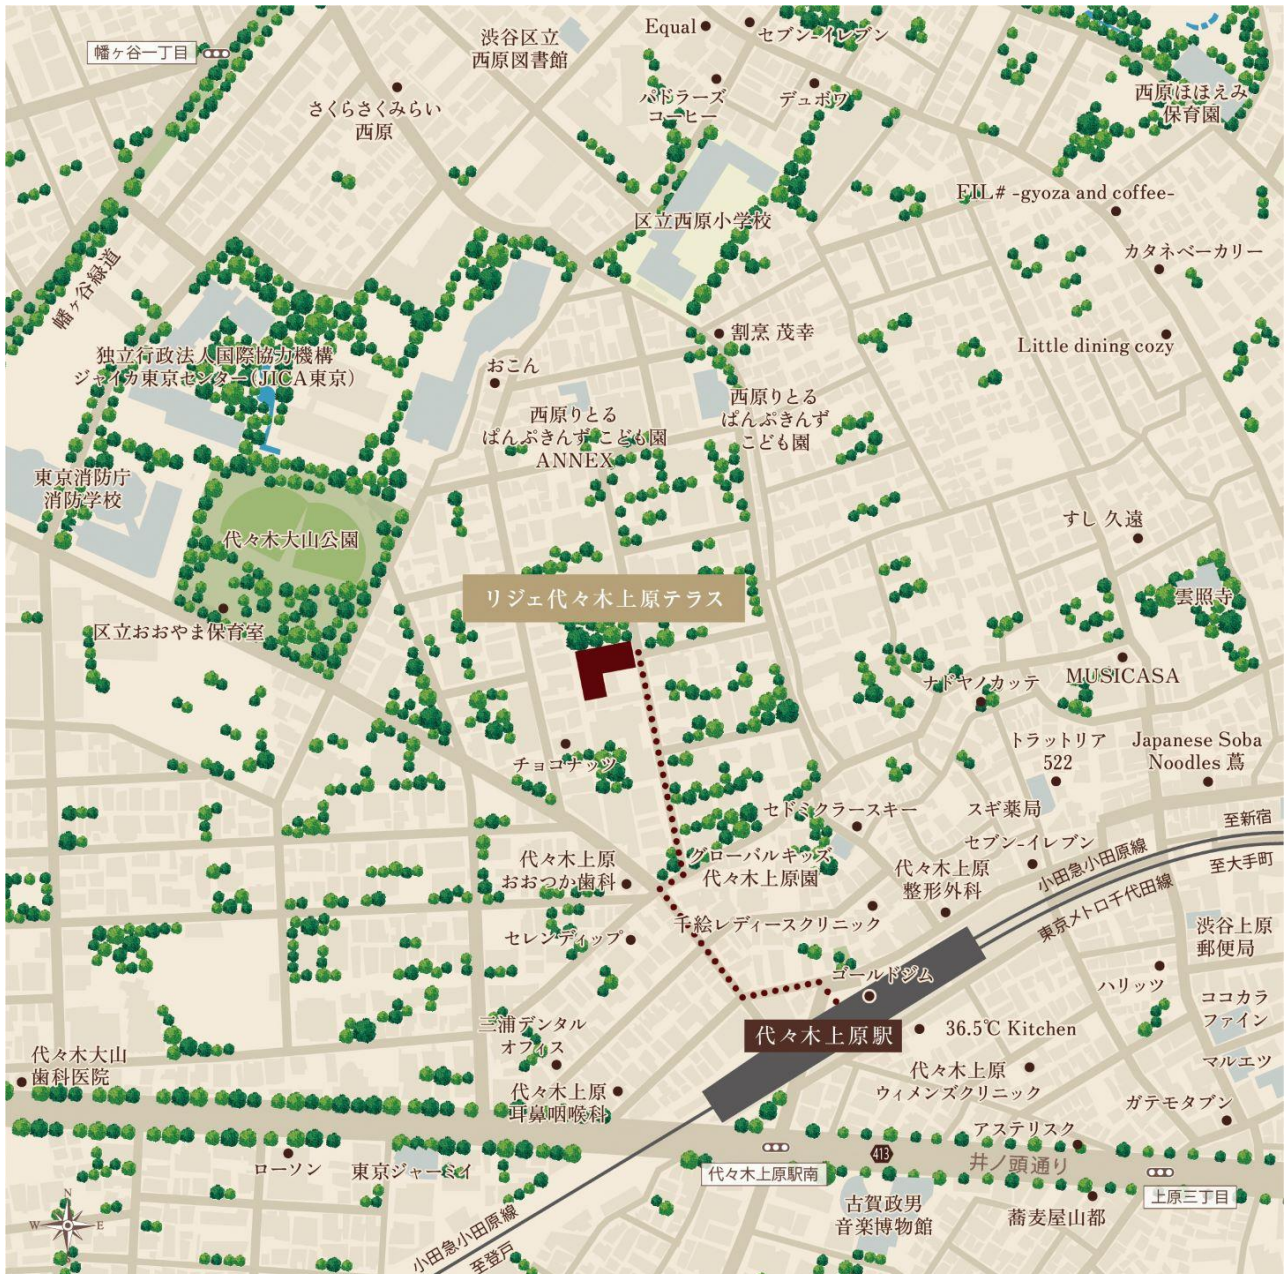 Equal
セブン-イレブン
渋谷区立
西原図書館
幡ヶ谷一丁目
さくらさくみらい
西原
パドラーズ
コーヒー
デュボワ
西原ほほえみ
保育園
FIL# -gyoza and coffee-
区立西原小学校
カタネベーカリー
幡ヶ谷緑道
割烹 茂幸
Little dining cozy
独立行政法人国際協力機構
ジャイカ東京センター(JICA東京)
おこん
西原りとる
ぱんぷきんず こども園
ANNEX
西原りとる
ぱんぷきんず
こども園
東京消防庁
消防学校
代々木大山公園
すし 久遠
リジェ代々木上原テラス
雲照寺
区立おおやま保育室
MUSICASA
ナドヤノカッテ
トラットリア
522
Japanese Soba
Noodles 蔦
チョコナッツ
セドミクラースキー
スギ薬局
セブン-イレブン
至新宿
小田急小田原線
至大手町
東京メトロ千代田線
代々木上原
おおつか歯科
グローバルキッズ
代々木上原園
代々木上原
整形外科
千絵レディースクリニック
セレンディップ
渋谷上原
郵便局
ゴールドジム
ハリッツ
ココカラ
ファイン
代々木上原駅
36.5℃ Kitchen
三浦デンタル
オフィス
代々木大山
歯科医院
マルエツ
代々木上原
ウィメンズクリニック
代々木上原
耳鼻咽喉科
ガテモタブン
アステリスク
413
井ノ頭通り
ローソン
東京ジャーミイ
代々木上原駅南
上原三丁目
古賀政男
音楽博物館
蕎麦屋山都
小田急小田原線
至登戸
N
W
E